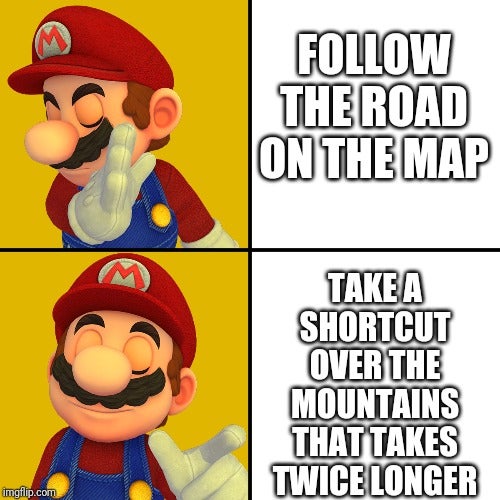 FOLLOW
THE ROAD
ON THE MAP
TAKE A
SHORTCUT
OVER THE
MOUNTAINS
THAT TAKES
TWICE LONGER
imgflip.com